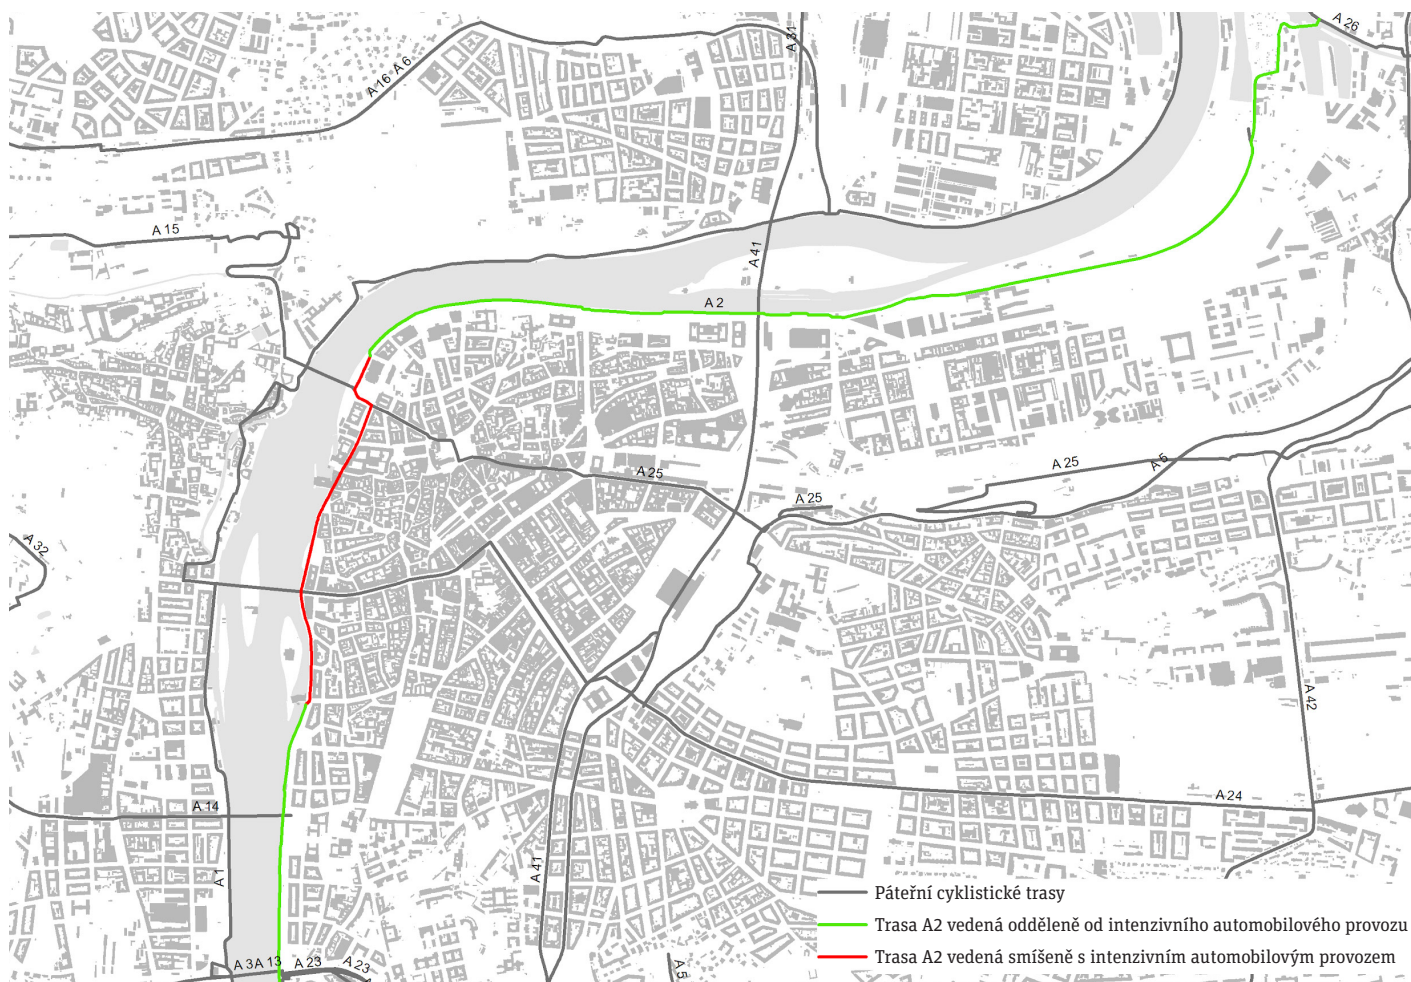 A 26
A 31
A 16 A 6
A 15
A 41
A 2
A 25
A 5
A 25
A 25
A 32
A 42
A 24
A 14
A 41
A 1
Páteřní cyklistické trasy
Trasa A2 vedená odděleně od intenzivního automobilového provozu
Trasa A2 vedená smíšeně s intenzivním automobilovým provozem
A 3 A 13 A 23 A 23
A 5